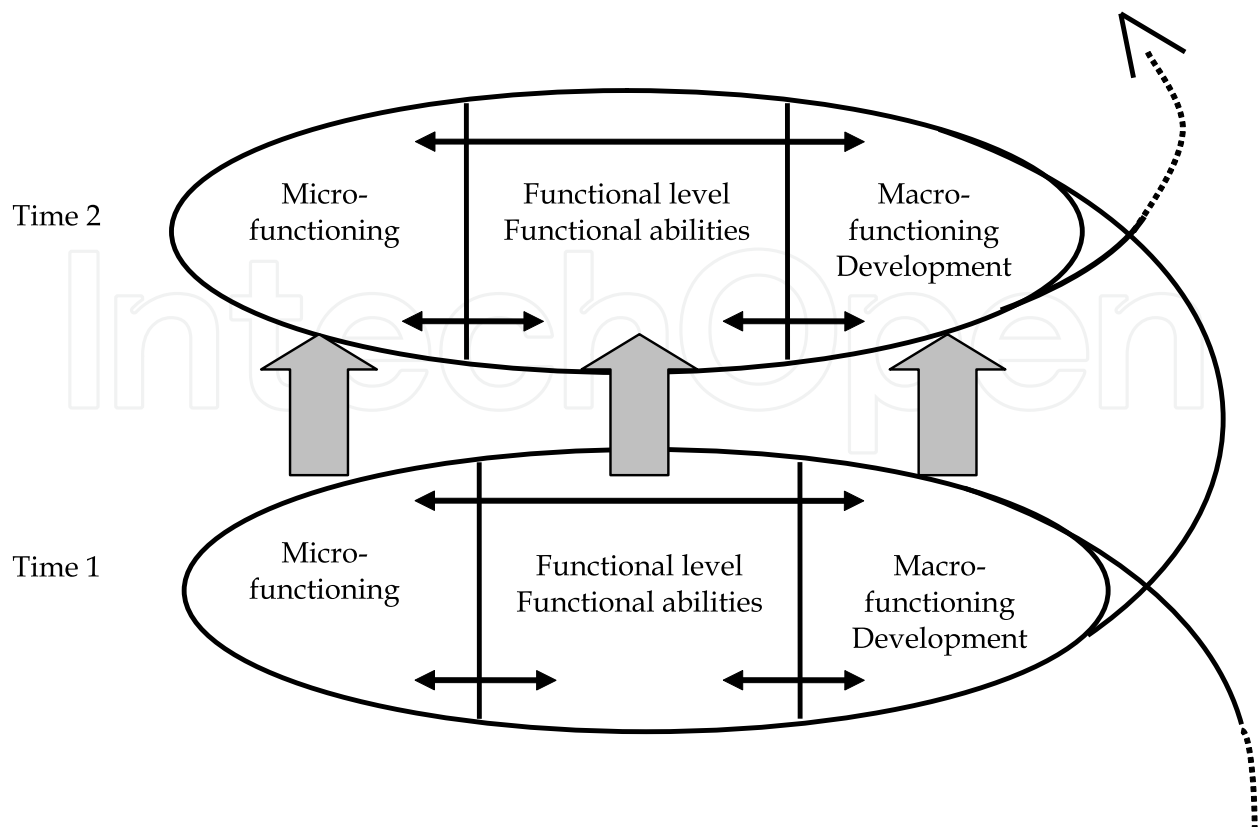 Time 2
Micro-
functioning
Functional level
Functional abilities
Macro-
functioning
Development
IntechOpen
Time 1
Micro-
functioning
Functional level
Functional abilities
Macro-
functioning
Development